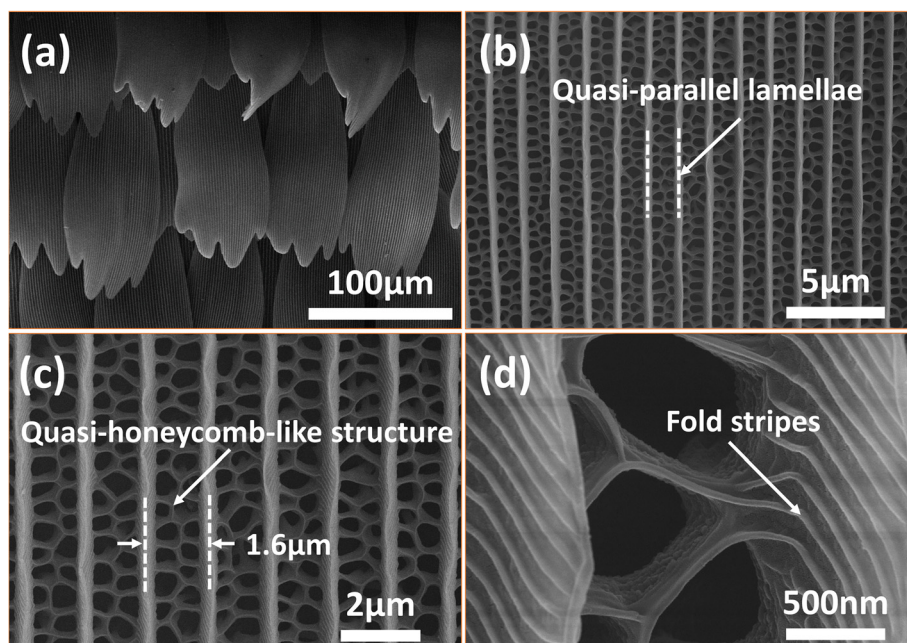 (a)
100μm
(b)
Quasi-parallel lamellae
5μm
(c)
Quasi-honeycomb-like structure
1.6μm
2μm
(d)
Fold stripes
500nm